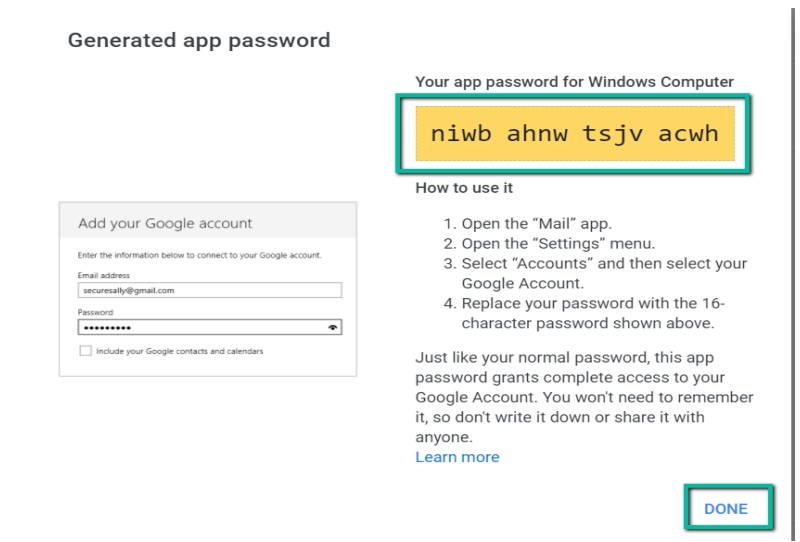 Generated app password
Your app password for Windows Computer
niwb ahnw tsjv acwh
How to use it
1. Open the “Mail” app.
2. Open the “Settings” menu.
3. Select “Accounts” and then select your
Google Account.
4. Replace your password with the 16-
character password shown above.
Just like your normal password, this app
password grants complete access to your
Google Account. You won't need to remember
it, so don't write it down or share it with
anyone.
Learn more
DONE
Add your Google account
Enter the information below to connect to your Google account.
Email address
securesally@gmail.com
Password
•••••••••
Include your Google contacts and calendars